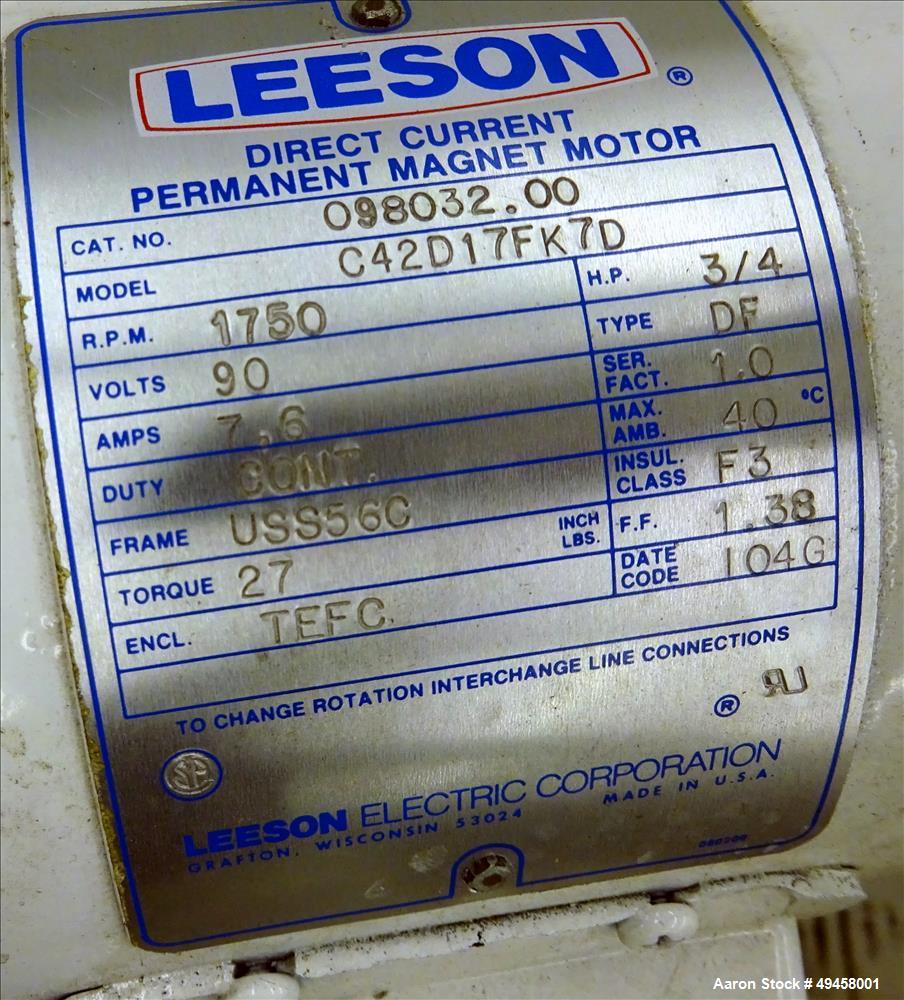 LEESON ®
DIRECT CURRENT
PERMANENT MAGNET MOTOR
CAT. NO. 098032.00
MODEL C42D17FK7D
R.P.M. 1750 H.P. 3/4
VOLTS 90 TYPE DF
AMPS 7.6 SER. FACT. 1.0
DUTY CONT. MAX. AMB. 40 °C
FRAME USS56C INSUL. CLASS F3
TORQUE 27 INCH LBS. F.F. 1.38
ENCL. TEFC. DATE CODE 104G
TO CHANGE ROTATION INTERCHANGE LINE CONNECTIONS
® RU
SP
LEESON ELECTRIC CORPORATION
GRAFTON, WISCONSIN 53024 MADE IN U.S.A.
Aaron Stock # 49458001